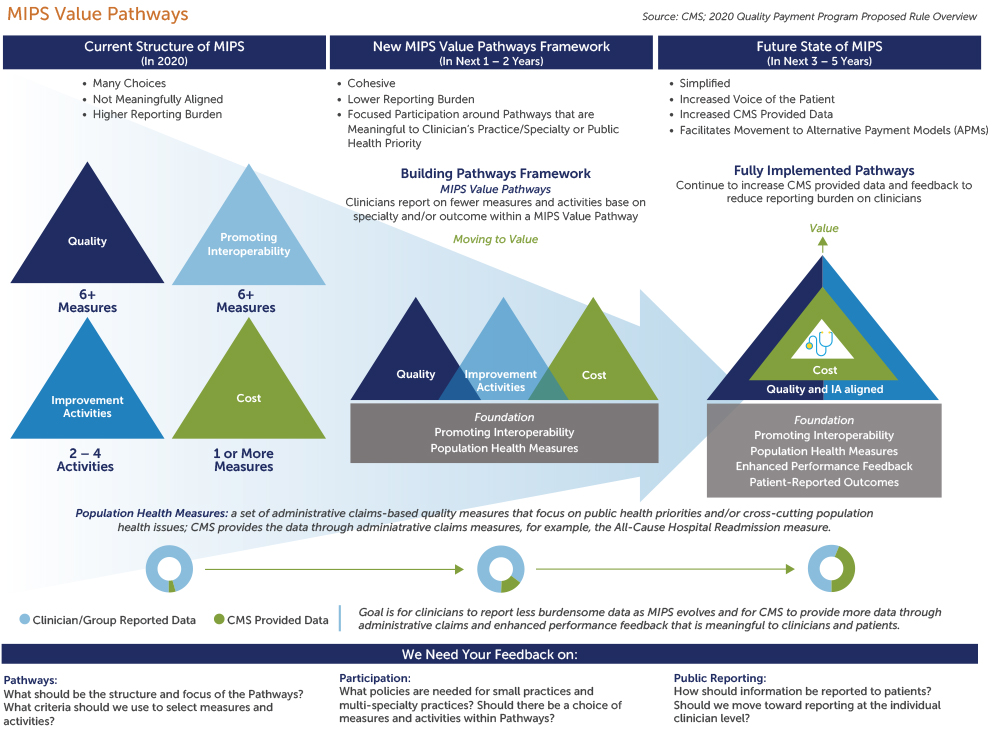 MIPS Value Pathways
Source: CMS; 2020 Quality Payment Program Proposed Rule Overview
Current Structure of MIPS
(In 2020)
• Many Choices
• Not Meaningfully Aligned
• Higher Reporting Burden
Quality
6+
Measures
Promoting
Interoperability
6+
Measures
Improvement
Activities
2 – 4
Activities
Cost
1 or More
Measures
New MIPS Value Pathways Framework
(In Next 1 – 2 Years)
• Cohesive
• Lower Reporting Burden
• Focused Participation around Pathways that are
Meaningful to Clinician's Practice/Specialty or Public
Health Priority
Building Pathways Framework
MIPS Value Pathways
Clinicians report on fewer measures and activities base on
specialty and/or outcome within a MIPS Value Pathway
Moving to Value
Quality
Improvement
Activities
Cost
Foundation
Promoting Interoperability
Population Health Measures
Future State of MIPS
(In Next 3 – 5 Years)
• Simplified
• Increased Voice of the Patient
• Increased CMS Provided Data
• Facilitates Movement to Alternative Payment Models (APMs)
Fully Implemented Pathways
Continue to increase CMS provided data and feedback to
reduce reporting burden on clinicians
Value
Cost
Quality and IA aligned
Foundation
Promoting Interoperability
Population Health Measures
Enhanced Performance Feedback
Patient-Reported Outcomes
Population Health Measures: a set of administrative claims-based quality measures that focus on public health priorities and/or cross-cutting population
health issues; CMS provides the data through adminiatrative claims measures, for example, the All-Cause Hospital Readmission measure.
Clinician/Group Reported Data
CMS Provided Data
Goal is for clinicians to report less burdensome data as MIPS evolves and for CMS to provide more data through
administrative claims and enhanced performance feedback that is meaningful to clinicians and patients.
We Need Your Feedback on:
Pathways:
What should be the structure and focus of the Pathways?
What criteria should we use to select measures and
activities?
Participation:
What policies are needed for small practices and
multi-specialty practices? Should there be a choice of
measures and activities within Pathways?
Public Reporting:
How should information be reported to patients?
Should we move toward reporting at the individual
clinician level?